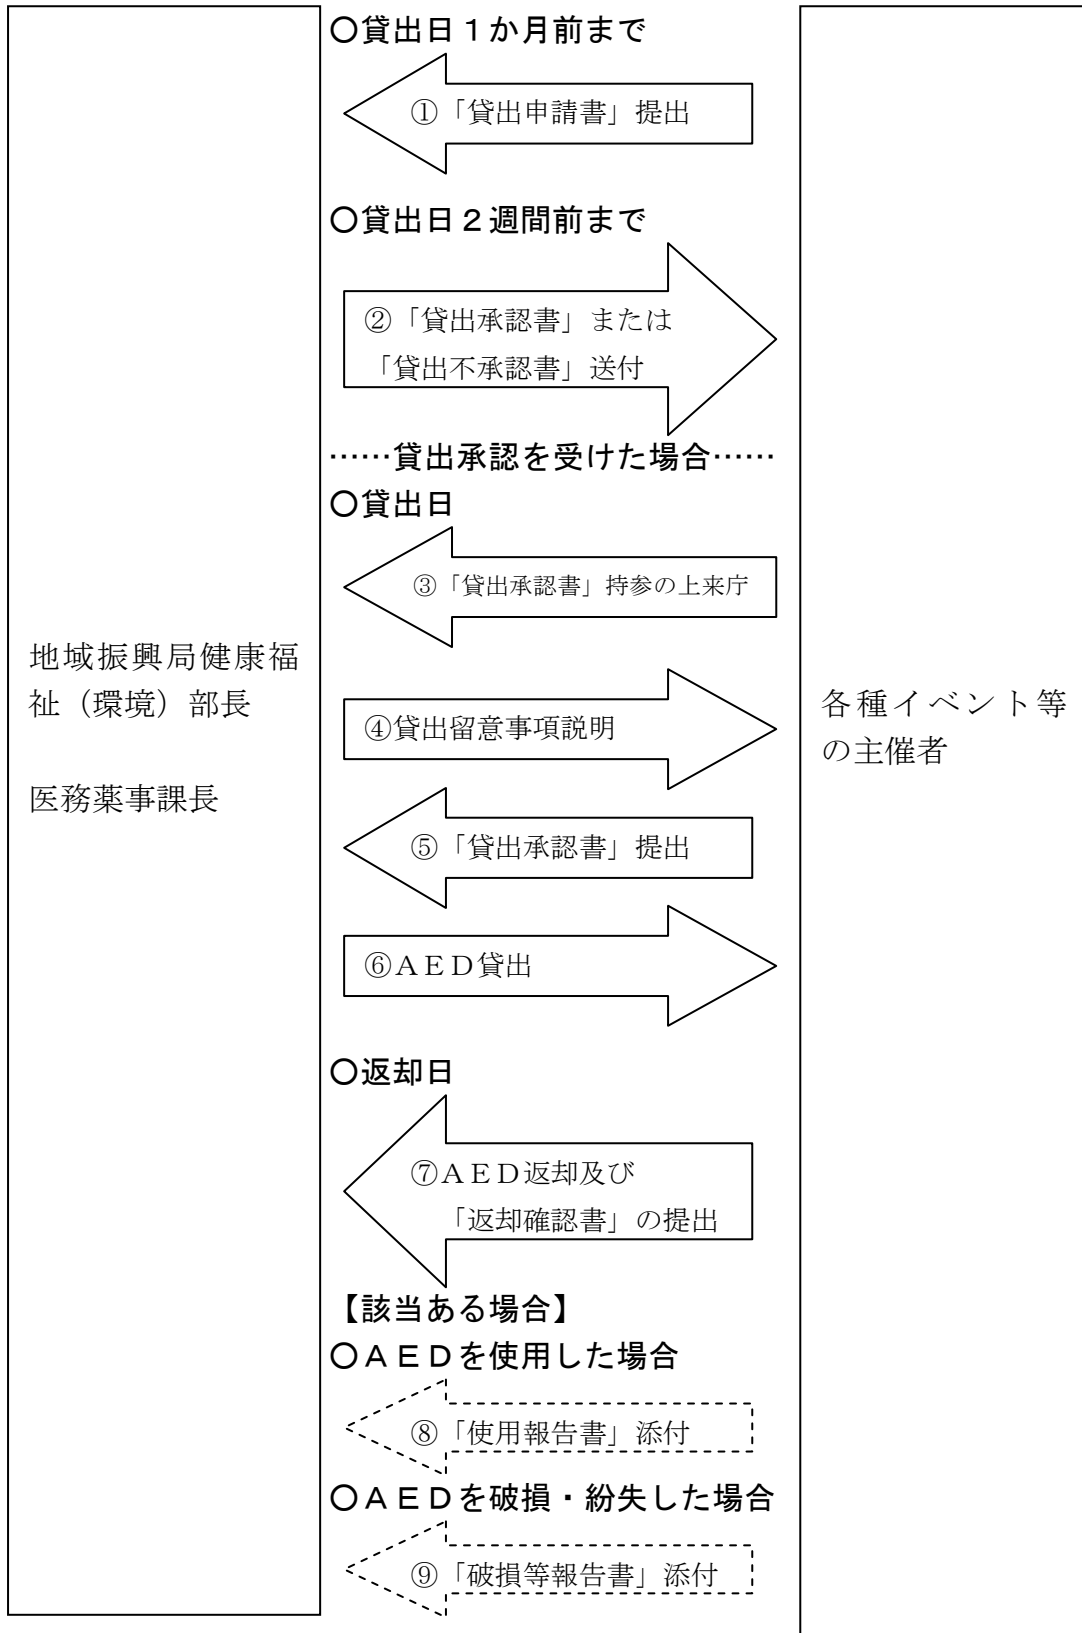 〇貸出日１か月前まで
①「貸出申請書」提出
〇貸出日２週間前まで
②「貸出承認書」または
「貸出不承認書」送付
……貸出承認を受けた場合……
〇貸出日
③「貸出承認書」持参の上来庁
地域振興局健康福
祉（環境）部長
医務薬事課長
④貸出留意事項説明
各種イベント等
の主催者
⑤「貸出承認書」提出
⑥ＡＥＤ貸出
〇返却日
⑦ＡＥＤ返却及び
「返却確認書」の提出
【該当ある場合】
〇ＡＥＤを使用した場合
⑧「使用報告書」添付
〇ＡＥＤを破損・紛失した場合
⑨「破損等報告書」添付